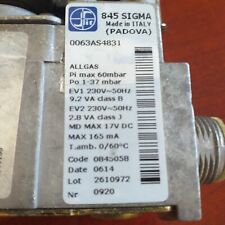 845 SIGMA
Made in ITALY
(PADOVA)
0063AS4831
ALLGAS
Pi max 60mbar
Po 1-37 mbar
EV1 230V~50Hz
9.2 VA class B
EV2 230V~50Hz
2.8 VA class J
MD MAX 17V DC
MAX 165 mA
T.amb. 0/60°C
Code 0845058
Date 0614
Lot 2610972
Nr 0920